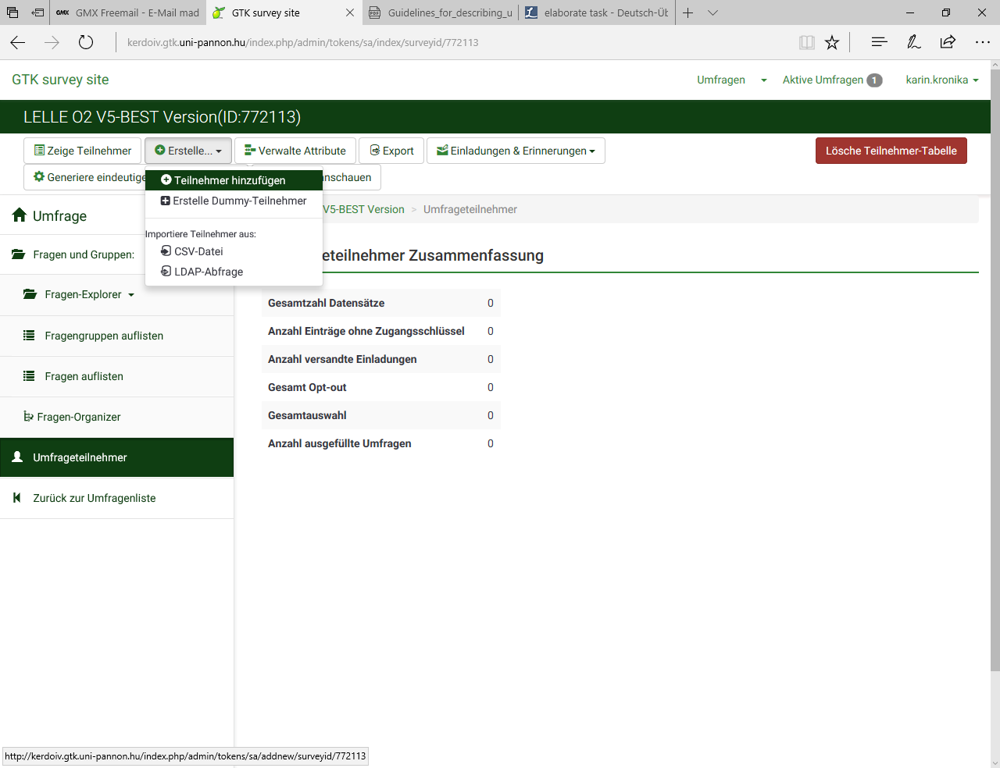 GMX GMX Freemail - E-Mail mad
GTK survey site
Guidelines_for_describing_u
elaborate task - Deutsch-Üb
kerdoiv.gtk.uni-pannon.hu/index.php/admin/tokens/sa/index/surveyid/772113
GTK survey site
Umfragen
Aktive Umfragen 1
karin.kronika
LELLE O2 V5-BEST Version(ID:772113)
Zeige Teilnehmer
Erstelle...
Verwalte Attribute
Export
Einladungen & Erinnerungen
Lösche Teilnehmer-Tabelle
Generiere eindeutige
nschauen
Teilnehmer hinzufügen
Erstelle Dummy-Teilnehmer
Importiere Teilnehmer aus:
CSV-Datei
LDAP-Abfrage
V5-BEST Version > Umfrageteilnehmer
Umfrage
Fragen und Gruppen:
Fragen-Explorer
Fragengruppen auflisten
Fragen auflisten
Fragen-Organizer
Umfrageteilnehmer
Zurück zur Umfragenliste
eteilnehmer Zusammenfassung
Gesamtzahl Datensätze 0
Anzahl Einträge ohne Zugangsschlüssel 0
Anzahl versandte Einladungen 0
Gesamt Opt-out 0
Gesamtauswahl 0
Anzahl ausgefüllte Umfragen 0
http://kerdoiv.gtk.uni-pannon.hu/index.php/admin/tokens/sa/addnew/surveyid/772113